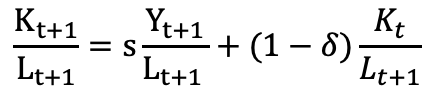 K_{t+1}/L_{t+1} = s Y_{t+1}/L_{t+1} + (1 − δ) K_t/L_{t+1}